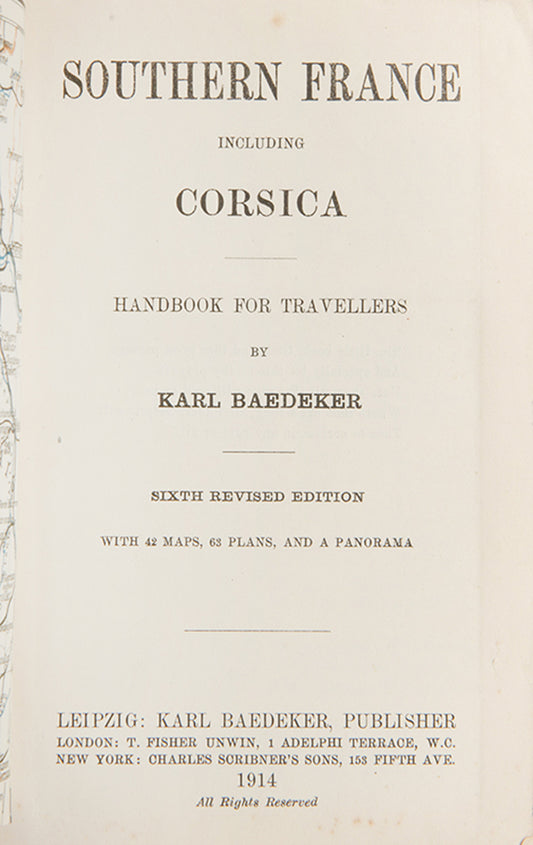 SOUTHERN FRANCE
INCLUDING
CORSICA
HANDBOOK FOR TRAVELLERS
BY
KARL BAEDEKER
SIXTH REVISED EDITION
WITH 42 MAPS, 63 PLANS, AND A PANORAMA
LEIPZIG: KARL BAEDEKER, PUBLISHER
LONDON: T. FISHER UNWIN, 1 ADELPHI TERRACE, W.C.
NEW YORK: CHARLES SCRIBNER'S SONS, 153 FIFTH AVE.
1914
All Rights Reserved